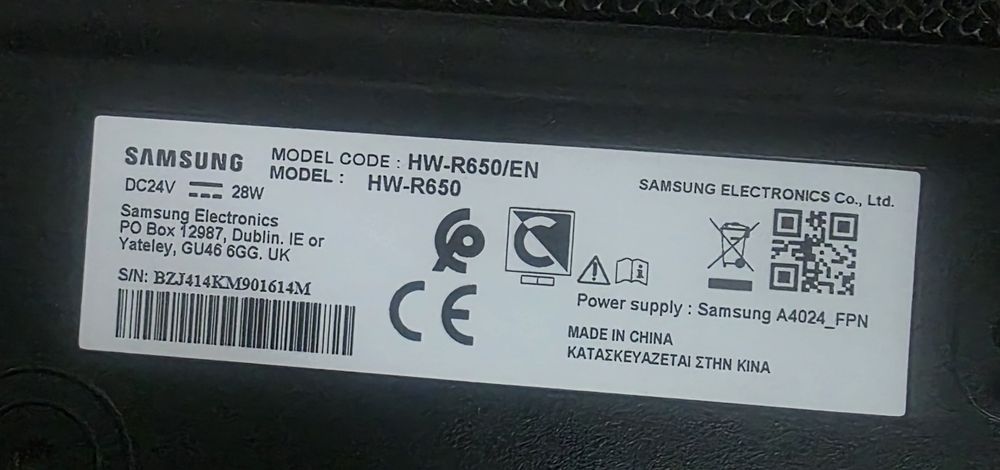 SAMSUNG
MODEL CODE : HW-R650/EN
MODEL : HW-R650
DC24V 28W
Samsung Electronics
PO Box 12987, Dublin. IE or
Yateley, GU46 6GG. UK
S/N: BZJ414KM901614M
SAMSUNG ELECTRONICS Co., Ltd.
CE
Power supply : Samsung A4024_FPN
MADE IN CHINA
ΚΑΤΑΣΚΕΥΑΖΕΤΑΙ ΣΤΗΝ ΚΙΝΑ